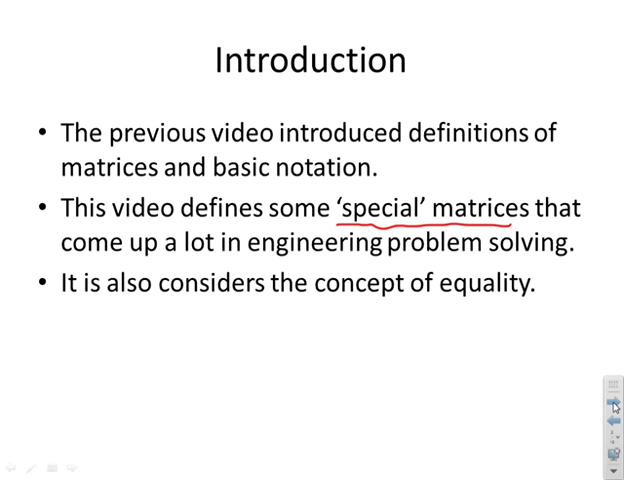 Introduction
• The previous video introduced definitions of
matrices and basic notation.
• This video defines some ‘special’ matrices that
come up a lot in engineering problem solving.
• It is also considers the concept of equality.